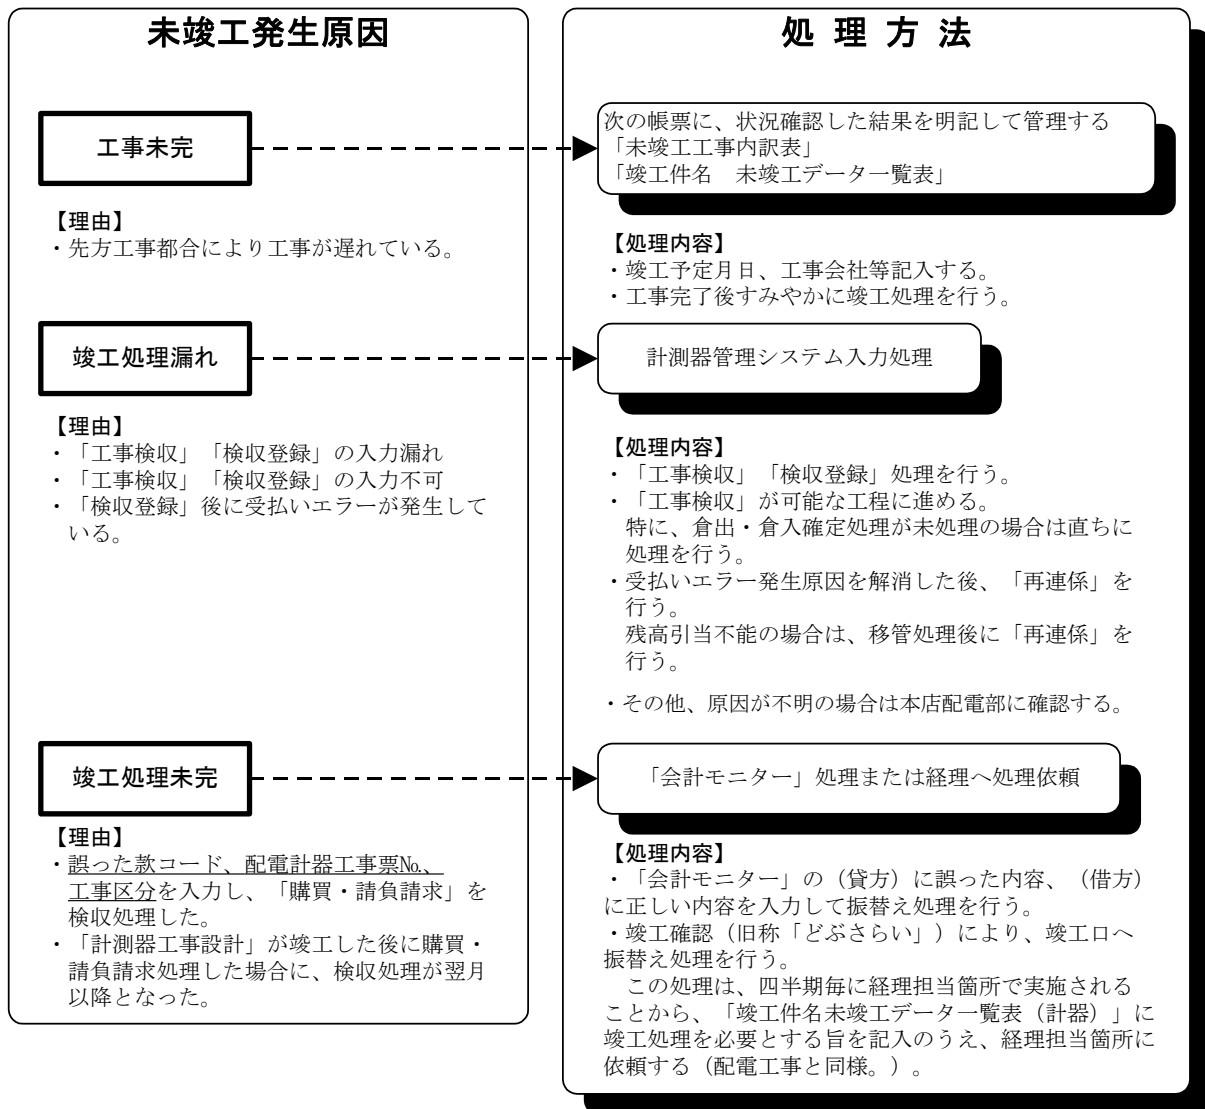 未竣工発生原因
工事未完
【理由】
・先方工事都合により工事が遅れている。
竣工処理漏れ
【理由】
・「工事検収」「検収登録」の入力漏れ
・「工事検収」「検収登録」の入力不可
・「検収登録」後に受払いエラーが発生して
いる。
竣工処理未完
【理由】
・誤った款コード、配電計器工事票№、
工事区分を入力し、「購買・請負請求」を
検収処理した。
・「計測器工事設計」が竣工した後に購買・
請負請求処理した場合に、検収処理が翌月
以降となった。
処 理 方 法
次の帳票に、状況確認した結果を明記して管理する
「未竣工工事内訳表」
「竣工件名　未竣工データ一覧表」
【処理内容】
・竣工予定月日、工事会社等記入する。
・工事完了後すみやかに竣工処理を行う。
計測器管理システム入力処理
【処理内容】
・「工事検収」「検収登録」処理を行う。
・「工事検収」が可能な工程に進める。
特に、倉出・倉入確定処理が未処理の場合は直ちに
処理を行う。
・受払いエラー発生原因を解消した後、「再連係」を
行う。
残高引当不能の場合は、移管処理後に「再連係」を
行う。
・その他、原因が不明の場合は本店配電部に確認する。
「会計モニター」処理または経理へ処理依頼
【処理内容】
・「会計モニター」の（貸方）に誤った内容、（借方）
に正しい内容を入力して振替え処理を行う。
・竣工確認（旧称「どぶさらい」）により、竣工口へ
振替え処理を行う。
この処理は、四半期毎に経理担当箇所で実施される
ことから、「竣工件名未竣工データ一覧表（計器）」に
竣工処理を必要とする旨を記入のうえ、経理担当箇所に
依頼する（配電工事と同様。）。